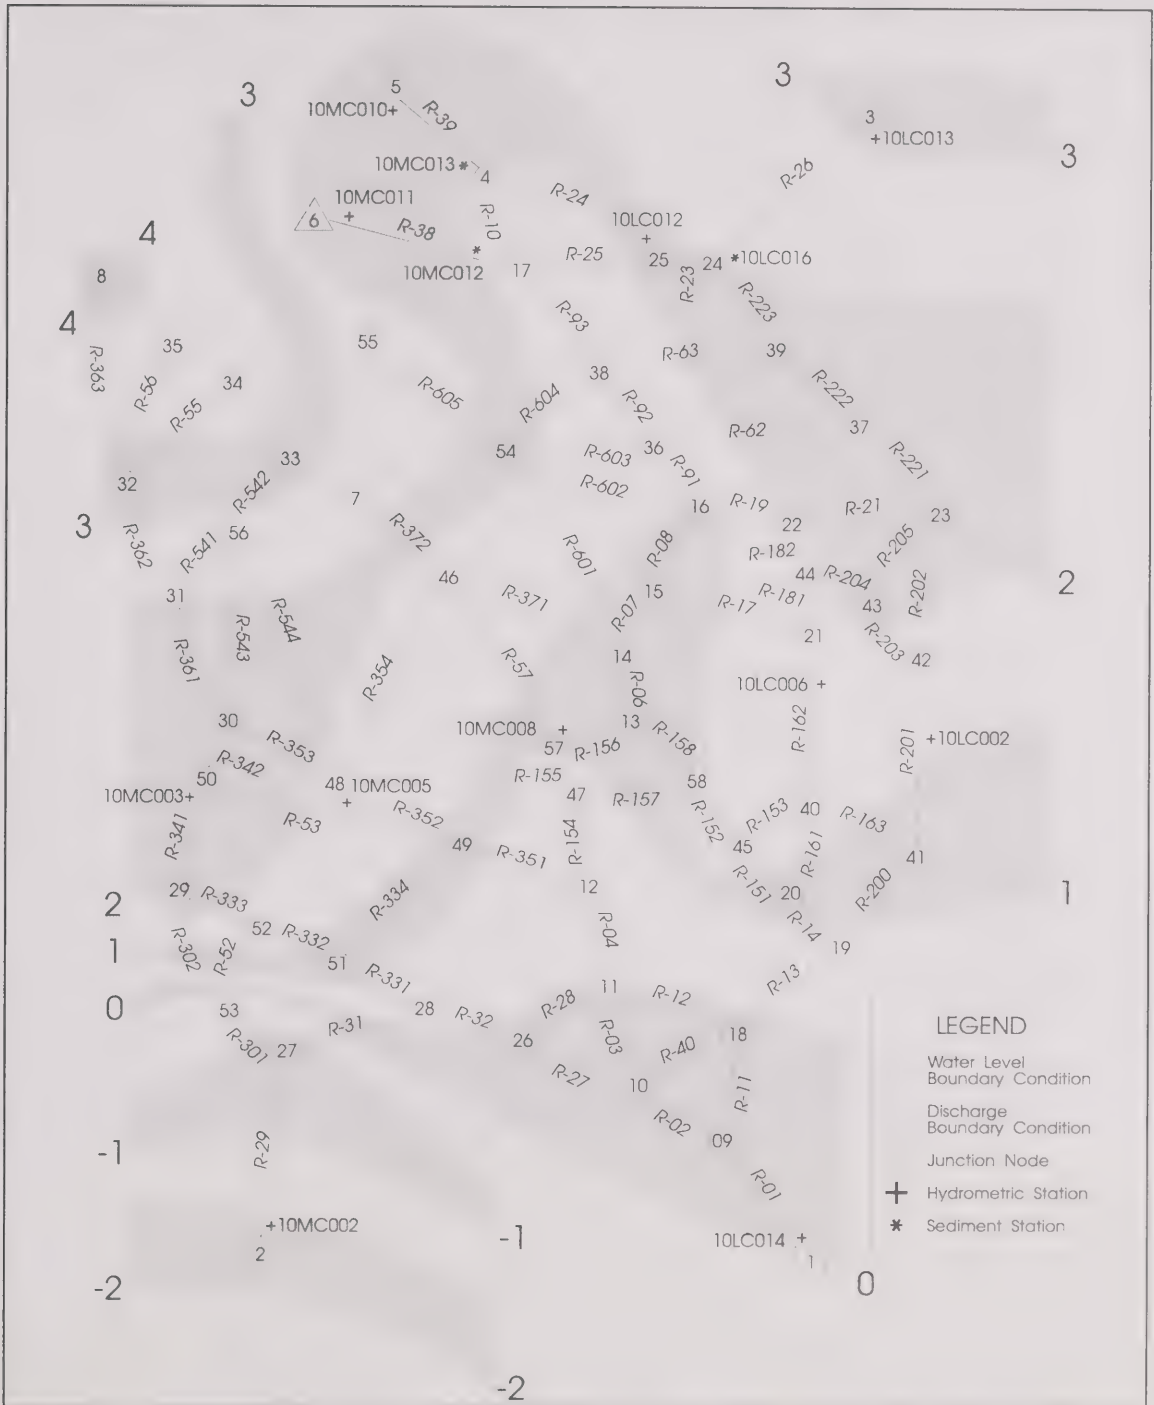 3
3
5
10MC010
R-39
3
10LC013
3
10MC013
4
R-26
10MC011
R-24
6
R-38
R-10
10LC012
4
10MC012
17
R-25
25
24
10LC016
8
R-23
R-223
4
R-93
35
55
R-63
39
R-363
R-56
34
38
R-605
R-604
R-222
R-55
R-92
R-62
37
33
54
R-603
36
R-91
R-221
32
R-542
7
R-602
16
R-19
R-21
23
3
56
R-372
22
R-362
R-541
R-601
R-08
R-182
R-205
46
44
R-204
2
31
R-371
15
R-17
R-181
43
R-202
R-544
R-07
R-543
21
R-203
R-361
14
42
R-57
R-354
R-06
10LC006
30
10MC008
13
R-353
57
R-156
R-158
R-162
R-201
10LC002
R-342
50
R-155
58
10MC003
48
10MC005
47
R-157
R-352
R-153
40
R-163
R-53
R-341
R-152
49
R-351
R-154
45
R-161
41
29
R-333
12
R-151
20
R-200
1
2
R-334
52
R-04
R-14
R-302
R-52
R-332
19
1
51
R-331
R-13
11
R-12
0
53
28
R-28
R-32
LEGEND
R-31
R-03
18
R-301
27
26
R-40
Water Level
Boundary Condition
R-27
10
R-11
Discharge
Boundary Condition
R-02
09
-1
R-29
Junction Node
R-01
Hydrometric Station
10MC002
Sediment Station
-1
10LC014
2
1
-2
0
-2